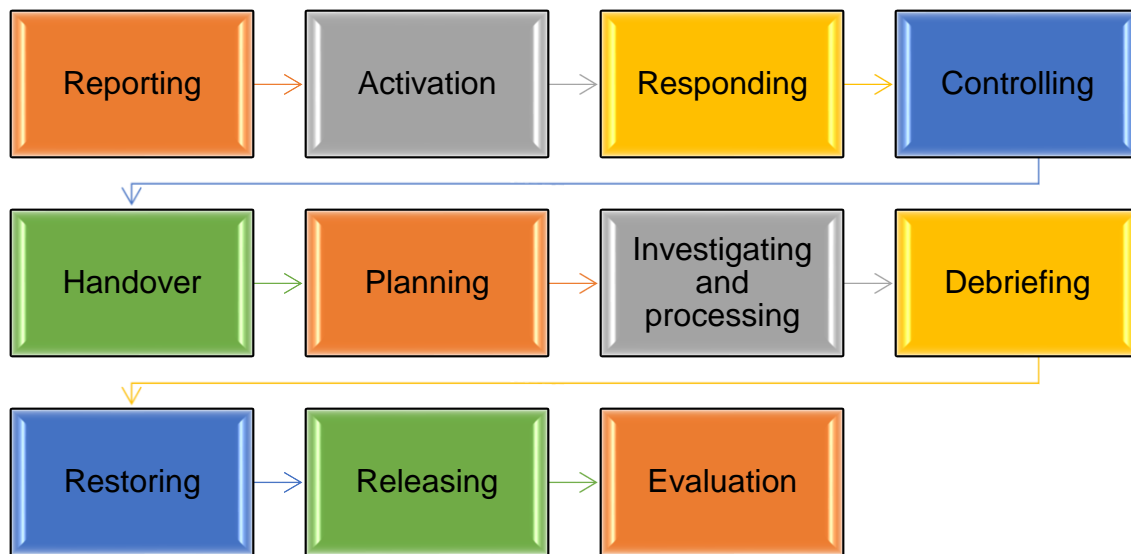 Reporting
Activation
Responding
Controlling
Handover
Planning
Investigating
and
processing
Debriefing
Restoring
Releasing
Evaluation